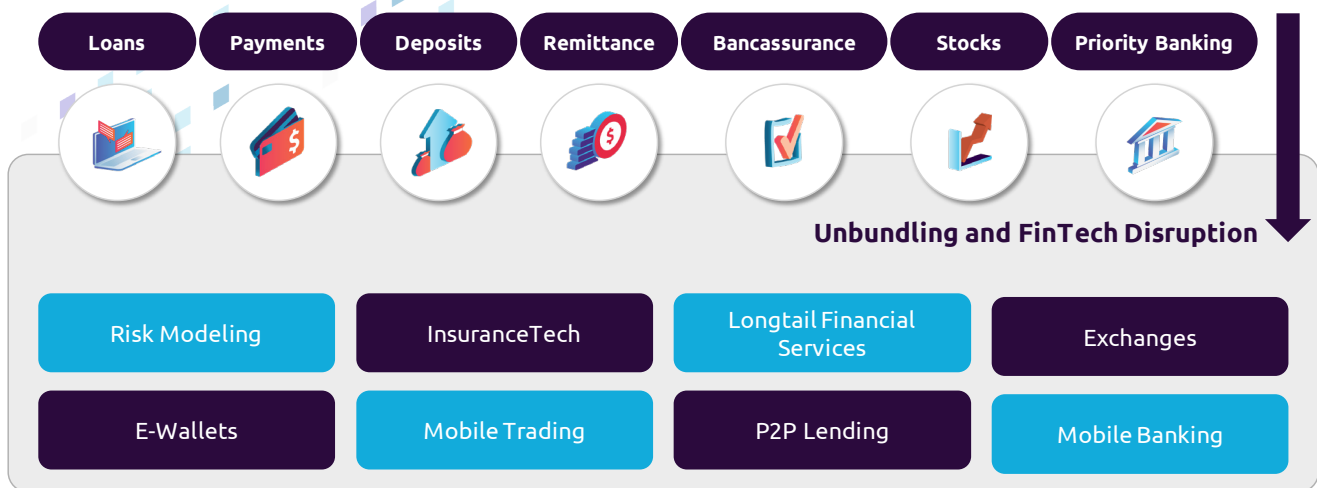 Loans
Payments
Deposits
Remittance
Bancassurance
Stocks
Priority Banking
$
$
Unbundling and FinTech Disruption
Risk Modeling
InsuranceTech
Longtail Financial
Services
Exchanges
E-Wallets
Mobile Trading
P2P Lending
Mobile Banking